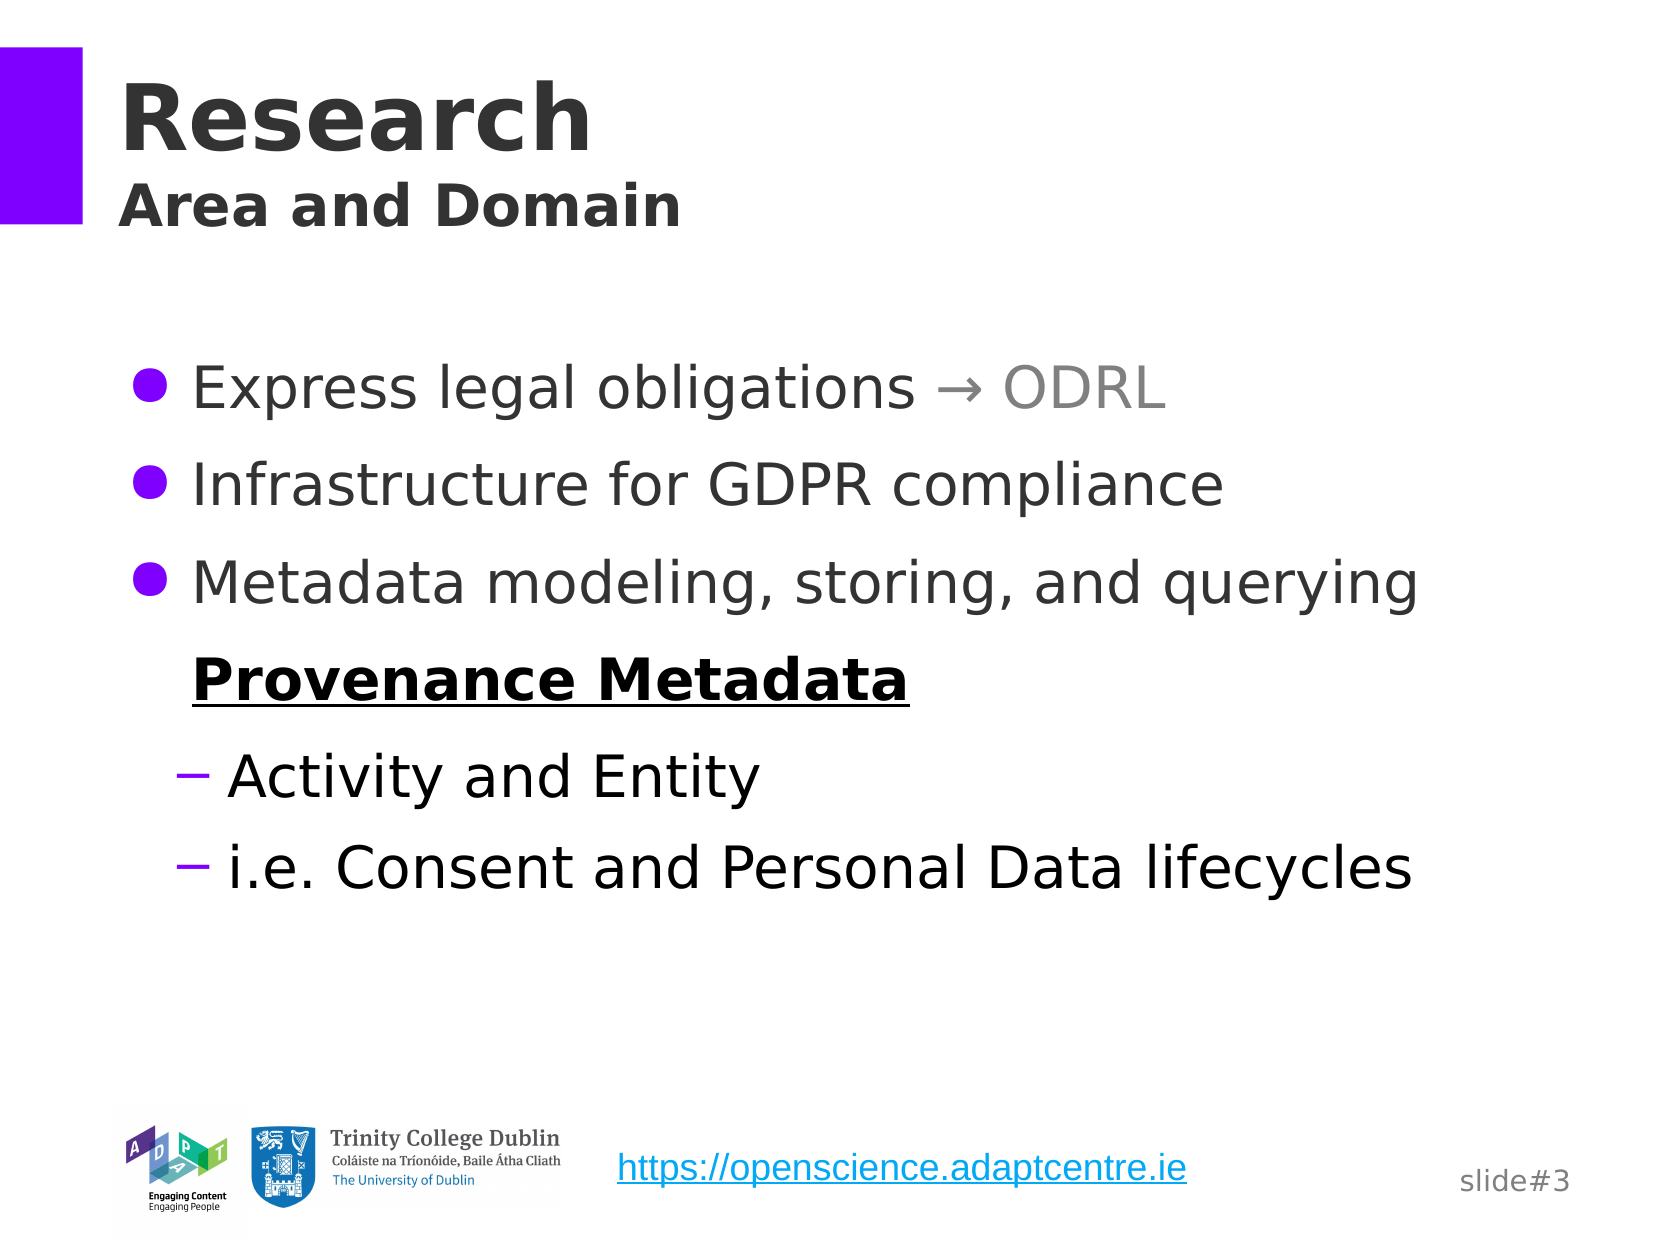 Research
Area and Domain
● Express legal obligations → ODRL
● Infrastructure for GDPR compliance
● Metadata modeling, storing, and querying
Provenance Metadata
– Activity and Entity
– i.e. Consent and Personal Data lifecycles
ADAPT
Engaging Content
Engaging People
Trinity College Dublin
Coláiste na Tríonóide, Baile Átha Cliath
The University of Dublin
https://openscience.adaptcentre.ie
slide#3